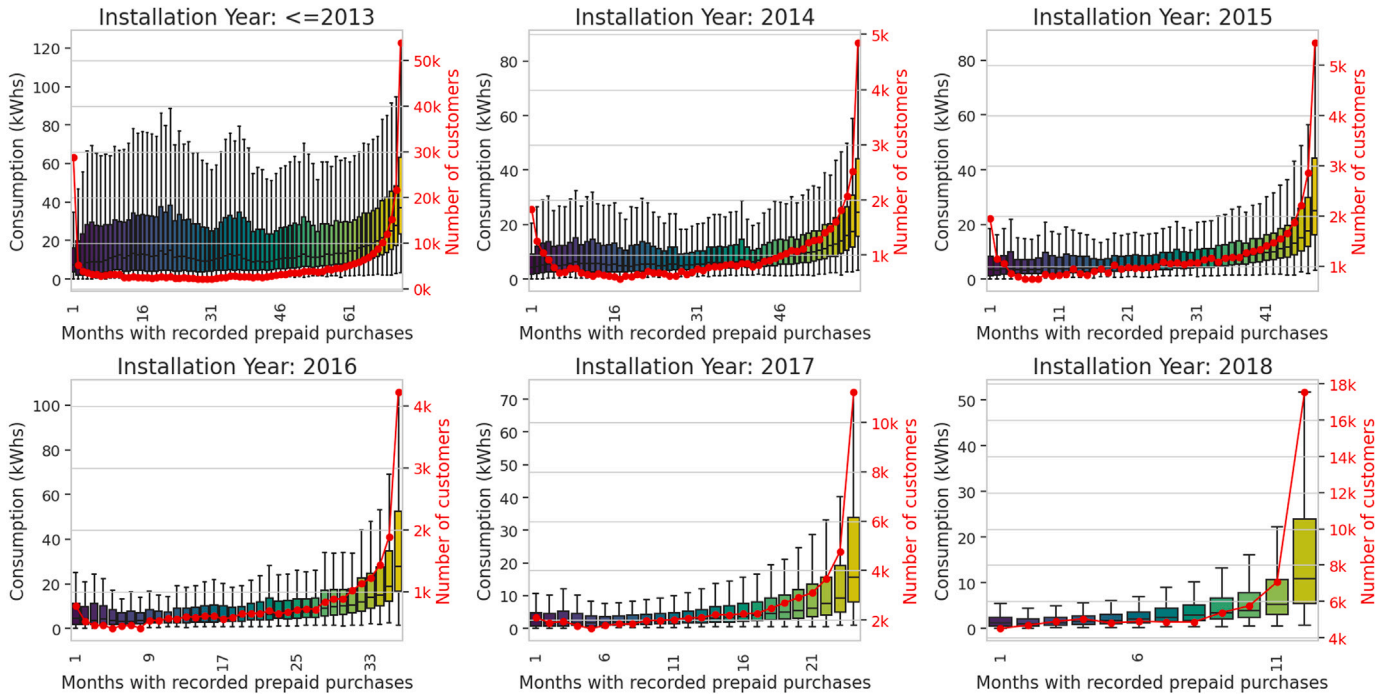 Installation Year: <=2013
Consumption (kWhs)
120
100
80
60
40
20
0
50k
40k
30k
20k
10k
0k
Number of customers
1
16
31
46
61
Months with recorded prepaid purchases
Installation Year: 2014
Consumption (kWhs)
80
70
60
50
40
30
20
10
0
5k
4k
3k
2k
1k
Number of customers
1
16
31
46
Months with recorded prepaid purchases
Installation Year: 2015
Consumption (kWhs)
80
60
40
20
0
5k
4k
3k
2k
1k
Number of customers
1
11
21
31
41
Months with recorded prepaid purchases
Installation Year: 2016
Consumption (kWhs)
100
80
60
40
20
0
4k
3k
2k
1k
Number of customers
1
9
17
25
33
Months with recorded prepaid purchases
Installation Year: 2017
Consumption (kWhs)
70
60
50
40
30
20
10
0
10k
8k
6k
4k
2k
Number of customers
1
6
11
16
21
Months with recorded prepaid purchases
Installation Year: 2018
Consumption (kWhs)
50
40
30
20
10
0
18k
16k
14k
12k
10k
8k
6k
4k
Number of customers
1
6
11
Months with recorded prepaid purchases